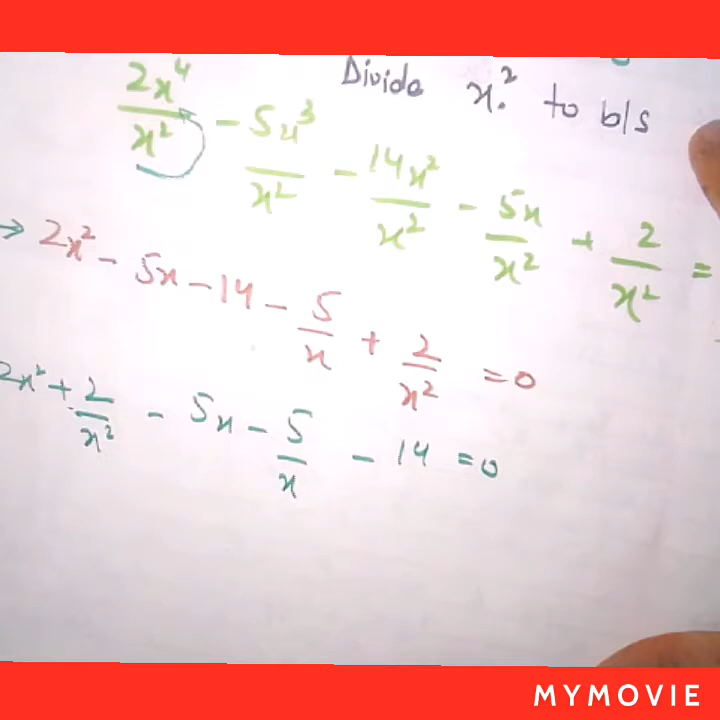 Divide x² to b/s
2x⁴/x² - 5x³/x² - 14x²/x² - 5x/x² + 2/x² =
→ 2x² - 5x - 14 - 5/x + 2/x² = 0
2x² + 2/x² - 5x - 5/x - 14 = 0
MYMOVIE